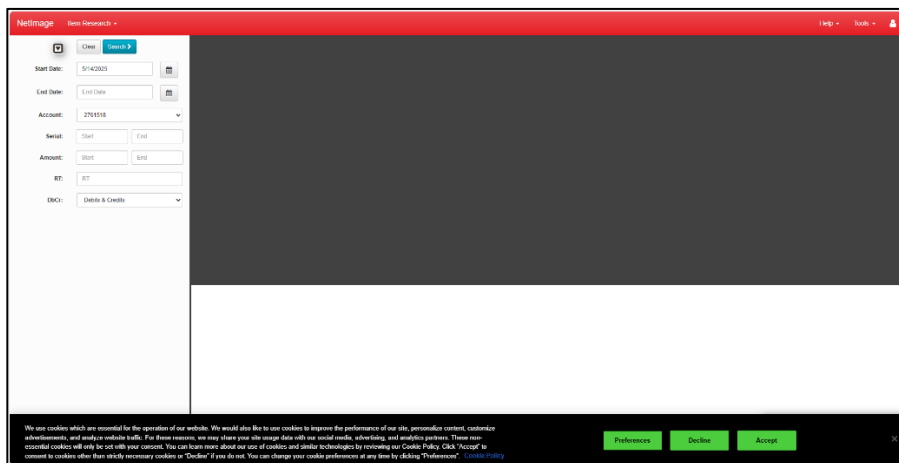 NetImage Item Research Help Tools
Clear Search
Start Date: 5/14/2025
End Date: End Date
Account: 2761518
Serial: Start End
Amount: Start End
RT: RT
DbCr: Debits & Credits
We use cookies which are essential for the operation of our website. We would also like to use cookies to improve the performance of our site, personalize content, customize
advertisements, and analyze website traffic. For these reasons, we may share your site usage data with our social media, advertising, and analytics partners. These non-
essential cookies will only be set with your consent. You can learn more about our use of cookies and similar technologies by reviewing our Cookie Policy. Click "Accept" to
consent to cookies other than strictly necessary cookies or "Decline" if you do not. You can change your cookie preferences at any time by clicking "Preferences". Cookie Policy
Preferences Decline Accept